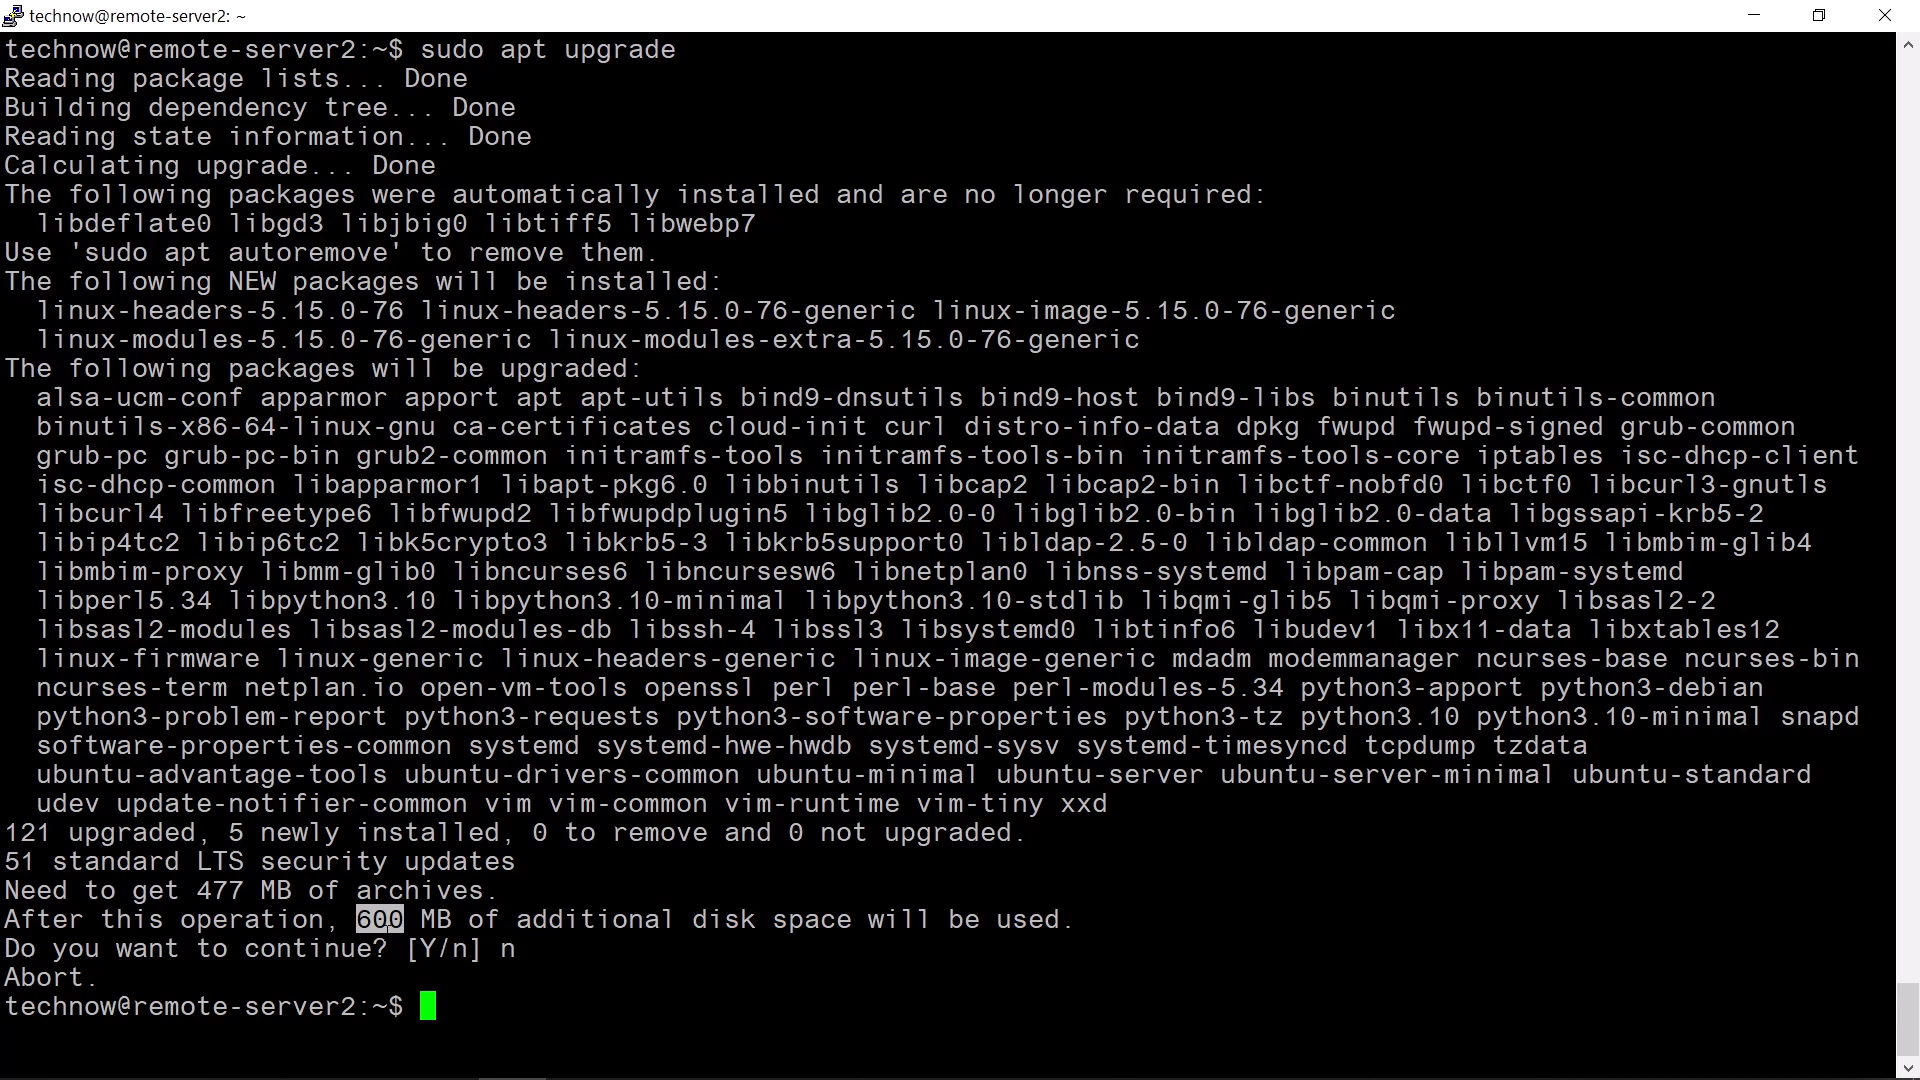 technow@remote-server2: ~
technow@remote-server2:~$ sudo apt upgrade
Reading package lists... Done
Building dependency tree... Done
Reading state information... Done
Calculating upgrade... Done
The following packages were automatically installed and are no longer required:
  libdeflate0 libgd3 libjbig0 libtiff5 libwebp7
Use 'sudo apt autoremove' to remove them.
The following NEW packages will be installed:
  linux-headers-5.15.0-76 linux-headers-5.15.0-76-generic linux-image-5.15.0-76-generic
  linux-modules-5.15.0-76-generic linux-modules-extra-5.15.0-76-generic
The following packages will be upgraded:
  alsa-ucm-conf apparmor apport apt apt-utils bind9-dnsutils bind9-host bind9-libs binutils binutils-common
  binutils-x86-64-linux-gnu ca-certificates cloud-init curl distro-info-data dpkg fwupd fwupd-signed grub-common
  grub-pc grub-pc-bin grub2-common initramfs-tools initramfs-tools-bin initramfs-tools-core iptables isc-dhcp-client
  isc-dhcp-common libapparmor1 libapt-pkg6.0 libbinutils libcap2 libcap2-bin libctf-nobfd0 libctf0 libcurl3-gnutls
  libcurl4 libfreetype6 libfwupd2 libfwupdplugin5 libglib2.0-0 libglib2.0-bin libglib2.0-data libgssapi-krb5-2
  libip4tc2 libip6tc2 libk5crypto3 libkrb5-3 libkrb5support0 libldap-2.5-0 libldap-common libllvm15 libmbim-glib4
  libmbim-proxy libmm-glib0 libncurses6 libncursesw6 libnetplan0 libnss-systemd libpam-cap libpam-systemd
  libperl5.34 libpython3.10 libpython3.10-minimal libpython3.10-stdlib libqmi-glib5 libqmi-proxy libsasl2-2
  libsasl2-modules libsasl2-modules-db libssh-4 libssl3 libsystemd0 libtinfo6 libudev1 libx11-data libxtables12
  linux-firmware linux-generic linux-headers-generic linux-image-generic mdadm modemmanager ncurses-base ncurses-bin
  ncurses-term netplan.io open-vm-tools openssl perl perl-base perl-modules-5.34 python3-apport python3-debian
  python3-problem-report python3-requests python3-software-properties python3-tz python3.10 python3.10-minimal snapd
  software-properties-common systemd systemd-hwe-hwdb systemd-sysv systemd-timesyncd tcpdump tzdata
  ubuntu-advantage-tools ubuntu-drivers-common ubuntu-minimal ubuntu-server ubuntu-server-minimal ubuntu-standard
  udev update-notifier-common vim vim-common vim-runtime vim-tiny xxd
121 upgraded, 5 newly installed, 0 to remove and 0 not upgraded.
51 standard LTS security updates
Need to get 477 MB of archives.
After this operation, 600 MB of additional disk space will be used.
Do you want to continue? [Y/n] n
Abort.
technow@remote-server2:~$